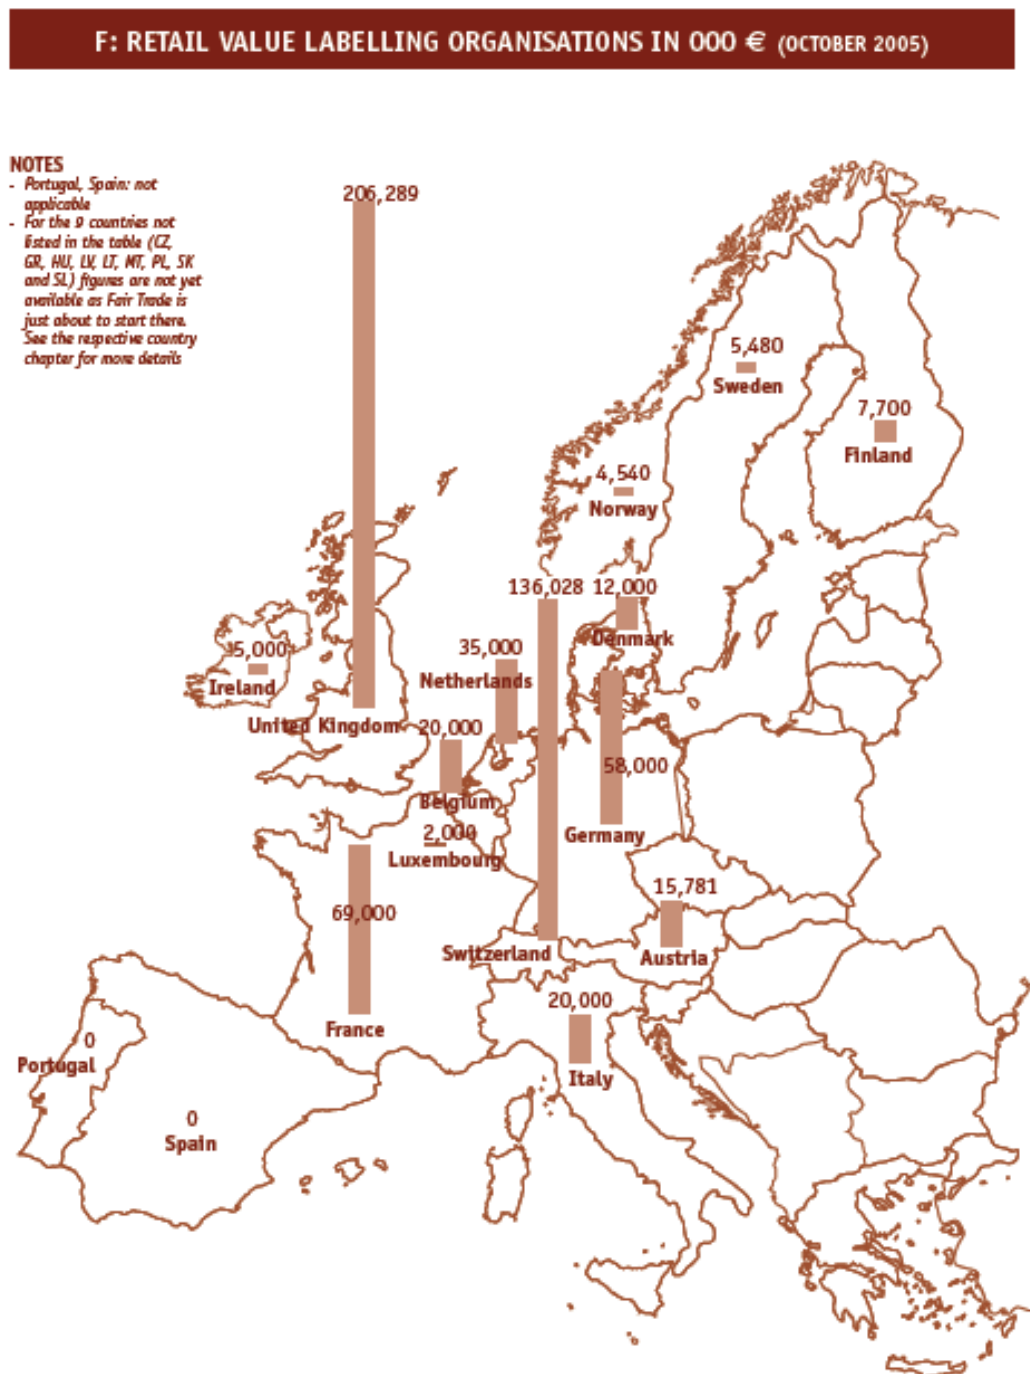 F: RETAIL VALUE LABELLING ORGANISATIONS IN 000 € (OCTOBER 2005)
NOTES
- Portugal, Spain: not
applicable
- For the 9 countries not
listed in the table (CZ,
GR, HU, LV, LT, MT, PL, SK
and SL) figures are not yet
available as Fair Trade is
just about to start there.
See the respective country
chapter for more details
206,289
5,480
Sweden
7,700
Finland
4,540
Norway
136,028
12,000
Denmark
35,000
Netherlands
5,000
Ireland
United Kingdom
20,000
Belgium
58,000
Germany
2,000
Luxembourg
15,781
Austria
69,000
Switzerland
France
20,000
Italy
0
Portugal
0
Spain